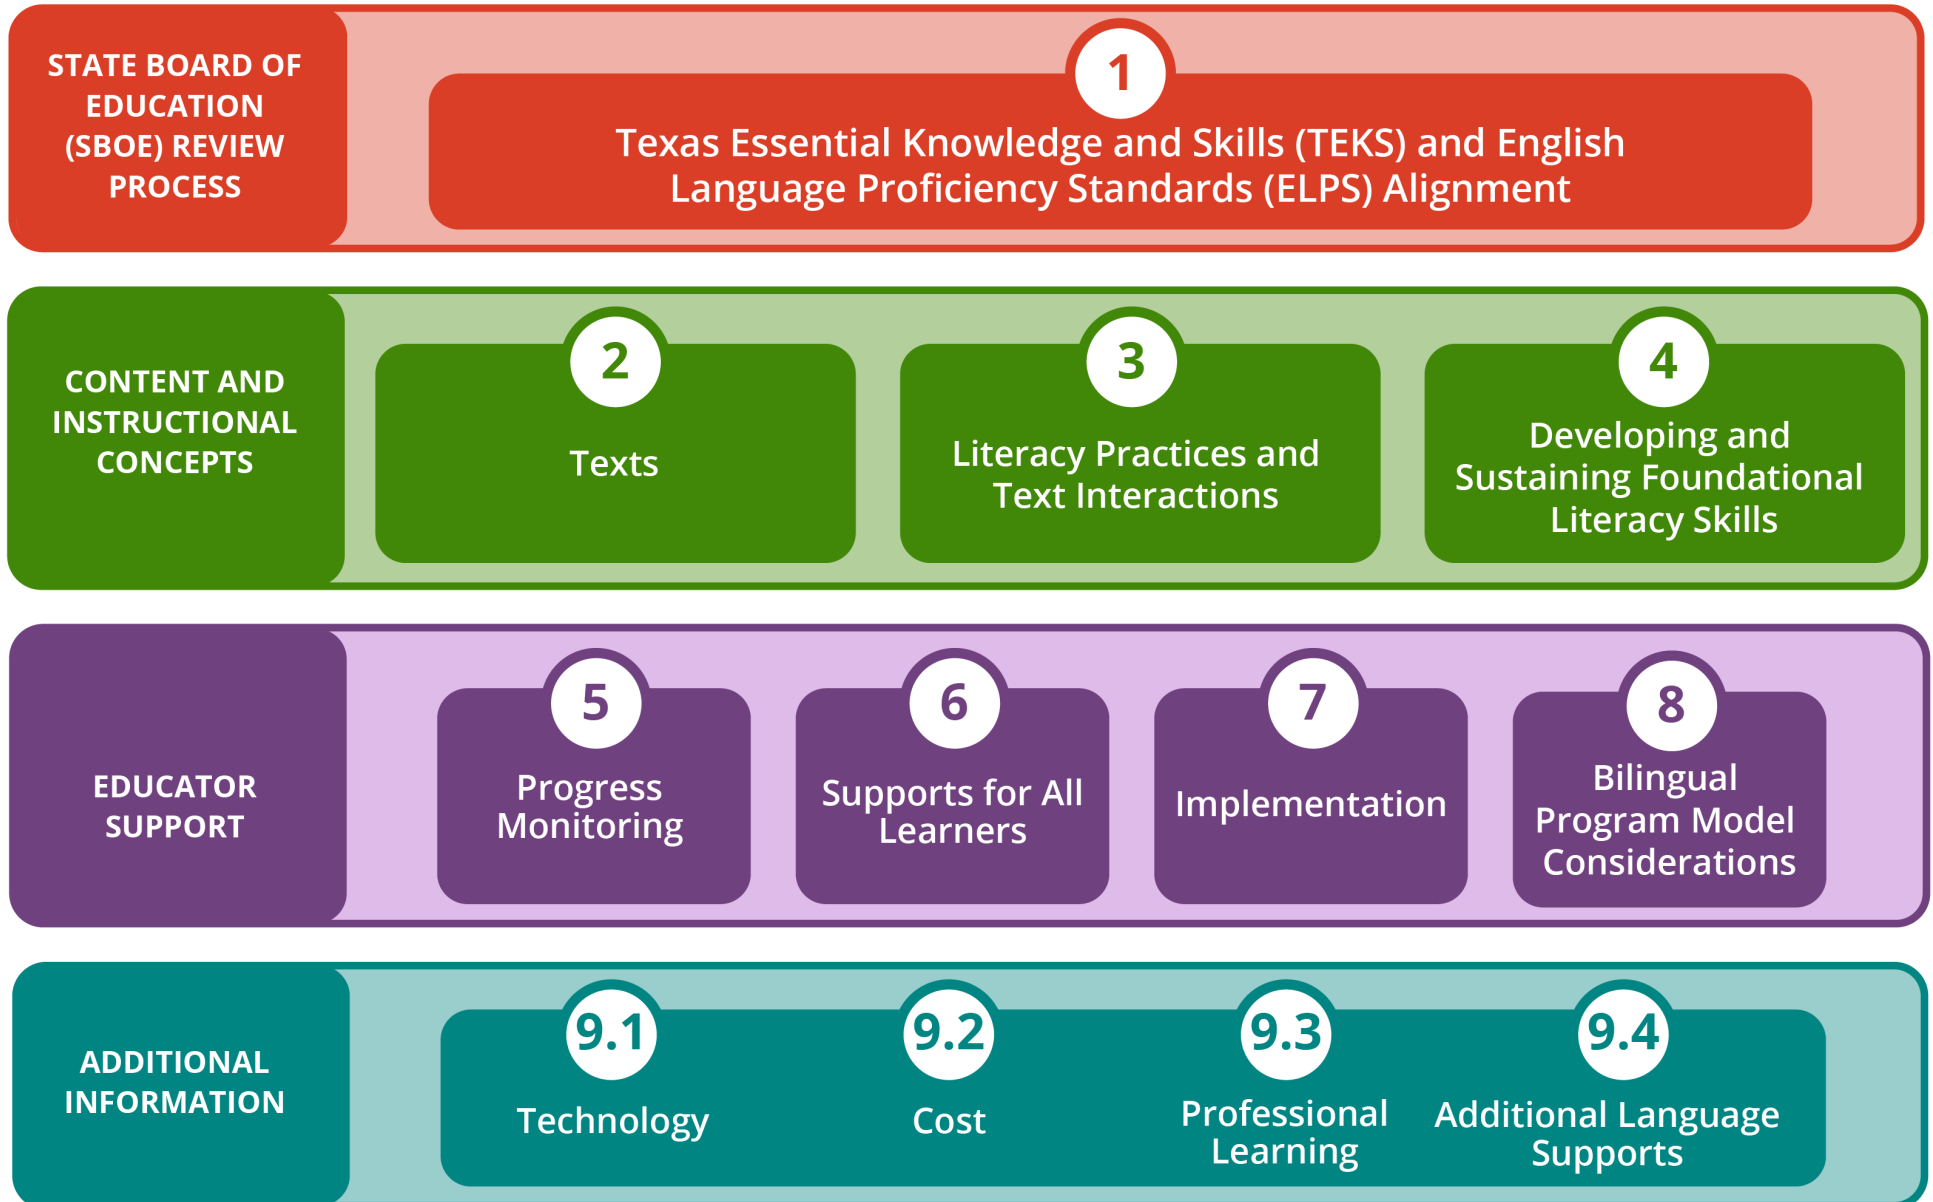 STATE BOARD OF
EDUCATION
(SBOE) REVIEW
PROCESS
1
Texas Essential Knowledge and Skills (TEKS) and English
Language Proficiency Standards (ELPS) Alignment
CONTENT AND
INSTRUCTIONAL
CONCEPTS
2
Texts
3
Literacy Practices and
Text Interactions
4
Developing and
Sustaining Foundational
Literacy Skills
EDUCATOR
SUPPORT
5
Progress
Monitoring
6
Supports for All
Learners
7
Implementation
8
Bilingual
Program Model
Considerations
ADDITIONAL
INFORMATION
9.1
Technology
9.2
Cost
9.3
Professional
Learning
9.4
Additional Language
Supports